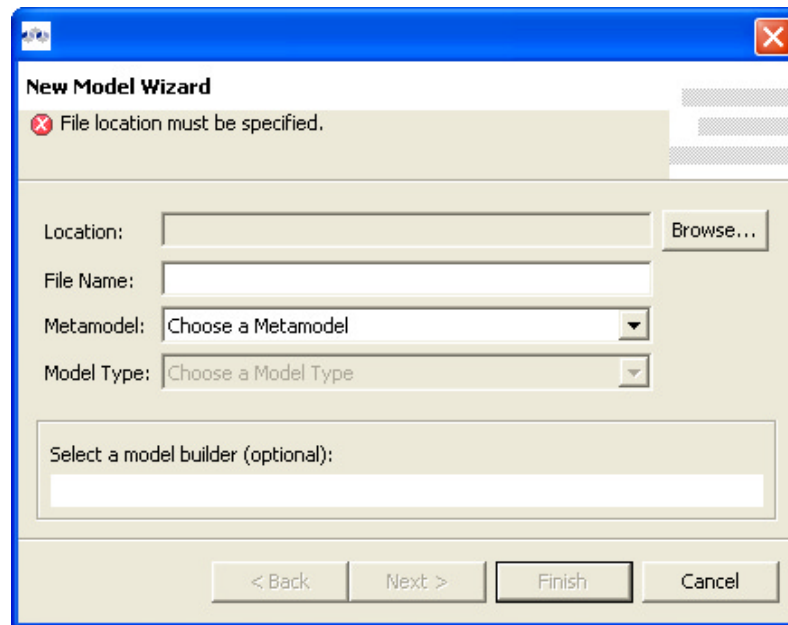 New Model Wizard
File location must be specified.
Location:
Browse...
File Name:
Metamodel: Choose a Metamodel
Model Type: Choose a Model Type
Select a model builder (optional):
< Back Next > Finish Cancel